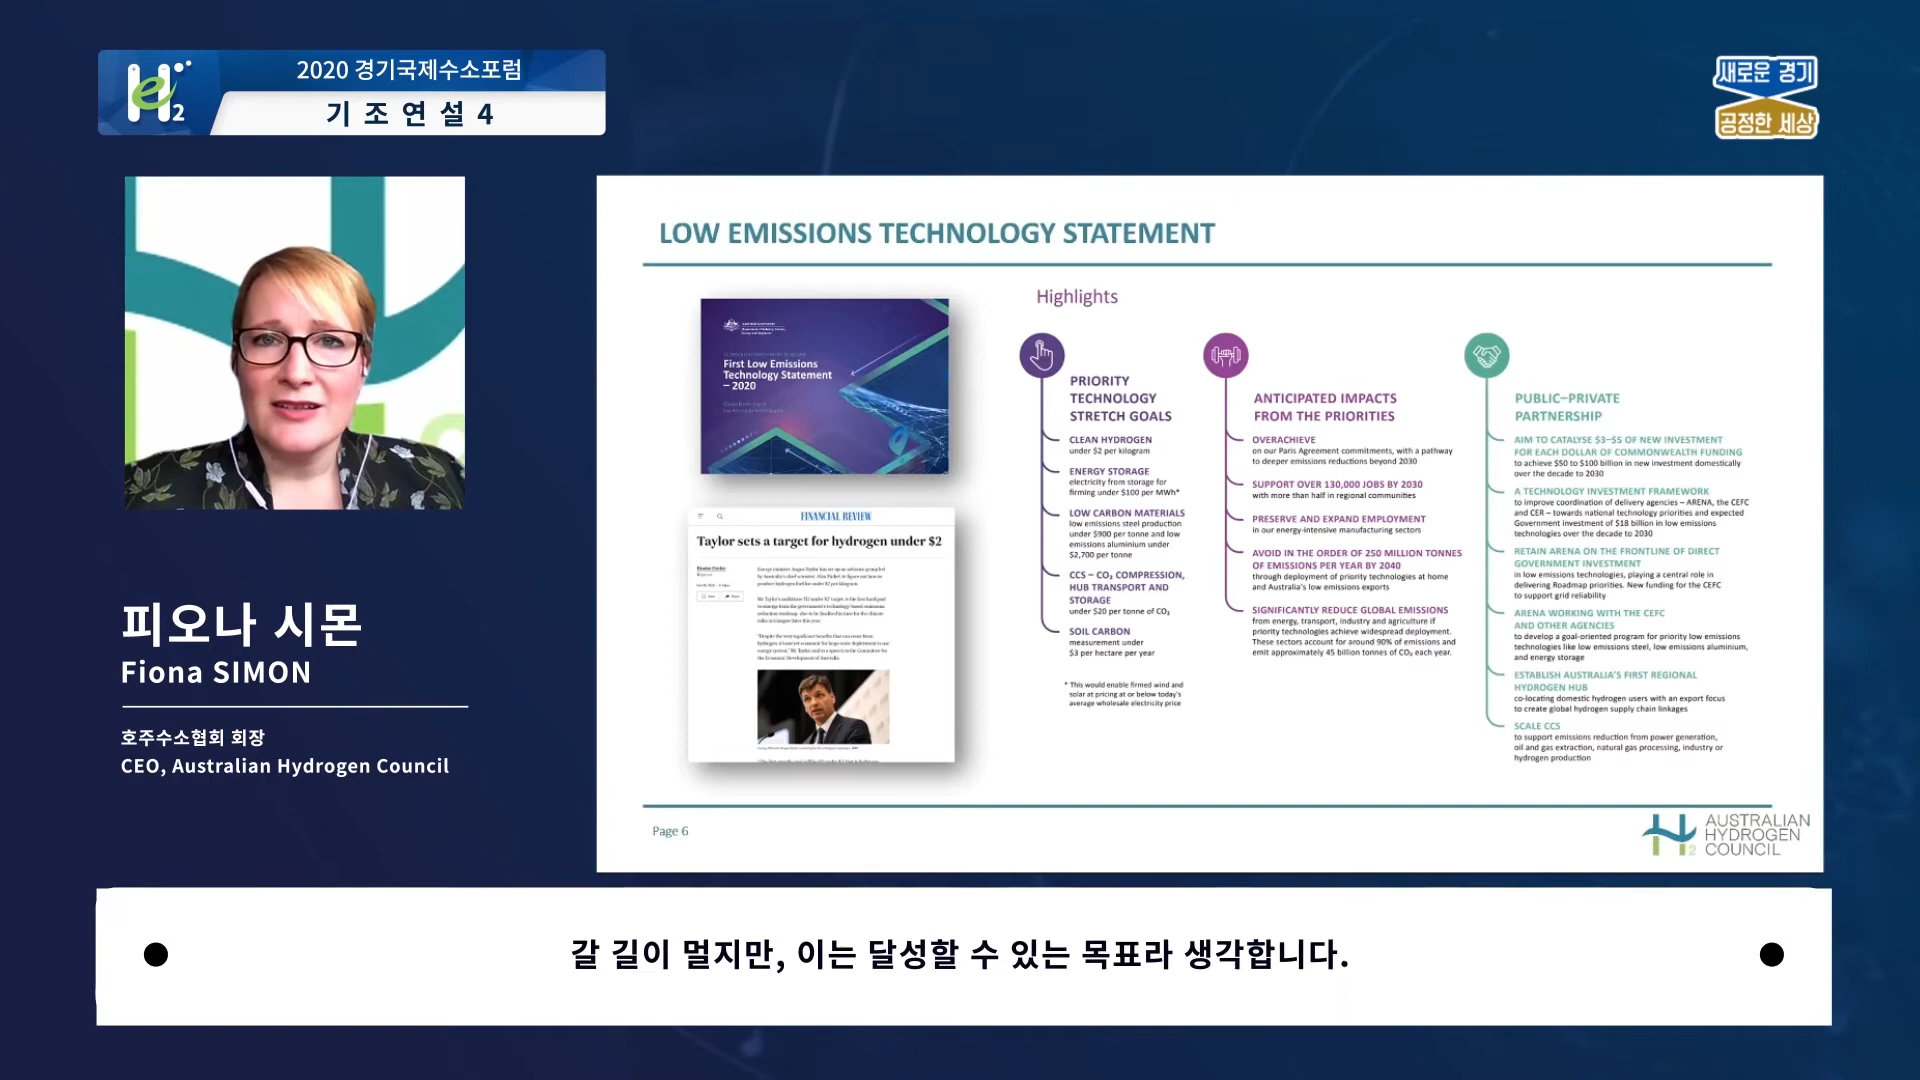 H2
2020 경기국제수소포럼
기조연설4
새로운 경기
공정한 세상
피오나 시몬
Fiona SIMON
호주수소협회 회장
CEO, Australian Hydrogen Council
LOW EMISSIONS TECHNOLOGY STATEMENT
First Low Emissions
Technology Statement
– 2020
FINANCIAL REVIEW
Taylor sets a target for hydrogen under $2
Highlights
PRIORITY
TECHNOLOGY
STRETCH GOALS
CLEAN HYDROGEN
under $2 per kilogram
ENERGY STORAGE
electricity from storage for
firming under $100 per MWh*
LOW CARBON MATERIALS
low emissions steel production
under $900 per tonne and low
emissions aluminium under
$2,700 per tonne
CCS – CO₂ COMPRESSION,
HUB TRANSPORT AND
STORAGE
under $20 per tonne of CO₂
SOIL CARBON
measurement under
$3 per hectare per year
* This would enable firmed wind and
solar at pricing at or below today's
average wholesale electricity price
ANTICIPATED IMPACTS
FROM THE PRIORITIES
OVERACHIEVE
on our Paris Agreement commitments, with a pathway
to deeper emissions reductions beyond 2030
SUPPORT OVER 130,000 JOBS BY 2030
with more than half in regional communities
PRESERVE AND EXPAND EMPLOYMENT
in our energy-intensive manufacturing sectors
AVOID IN THE ORDER OF 250 MILLION TONNES
OF EMISSIONS PER YEAR BY 2040
through deployment of priority technologies at home
and Australia's low emissions exports
SIGNIFICANTLY REDUCE GLOBAL EMISSIONS
from energy, transport, industry and agriculture if
priority technologies achieve widespread deployment.
These sectors account for around 90% of emissions and
emit approximately 45 billion tonnes of CO₂ each year.
PUBLIC–PRIVATE
PARTNERSHIP
AIM TO CATALYSE $3–$5 OF NEW INVESTMENT
FOR EACH DOLLAR OF COMMONWEALTH FUNDING
to achieve $50 to $100 billion in new investment domestically
over the decade to 2030
A TECHNOLOGY INVESTMENT FRAMEWORK
to improve coordination of delivery agencies – ARENA, the CEFC
and CER – towards national technology priorities and expected
Government investment of $18 billion in low emissions
technologies over the decade to 2030
RETAIN ARENA ON THE FRONTLINE OF DIRECT
GOVERNMENT INVESTMENT
in low emissions technologies, playing a central role in
delivering Roadmap priorities. New funding for the CEFC
to support grid reliability
ARENA WORKING WITH THE CEFC
AND OTHER AGENCIES
to develop a goal-oriented program for priority low emissions
technologies like low emissions steel, low emissions aluminium,
and energy storage
ESTABLISH AUSTRALIA'S FIRST REGIONAL
HYDROGEN HUB
co-locating domestic hydrogen users with an export focus
to create global hydrogen supply chain linkages
SCALE CCS
to support emissions reduction from power generation,
oil and gas extraction, natural gas processing, industry or
hydrogen production
Page 6
H2
AUSTRALIAN
HYDROGEN
COUNCIL
갈 길이 멀지만, 이는 달성할 수 있는 목표라 생각합니다.